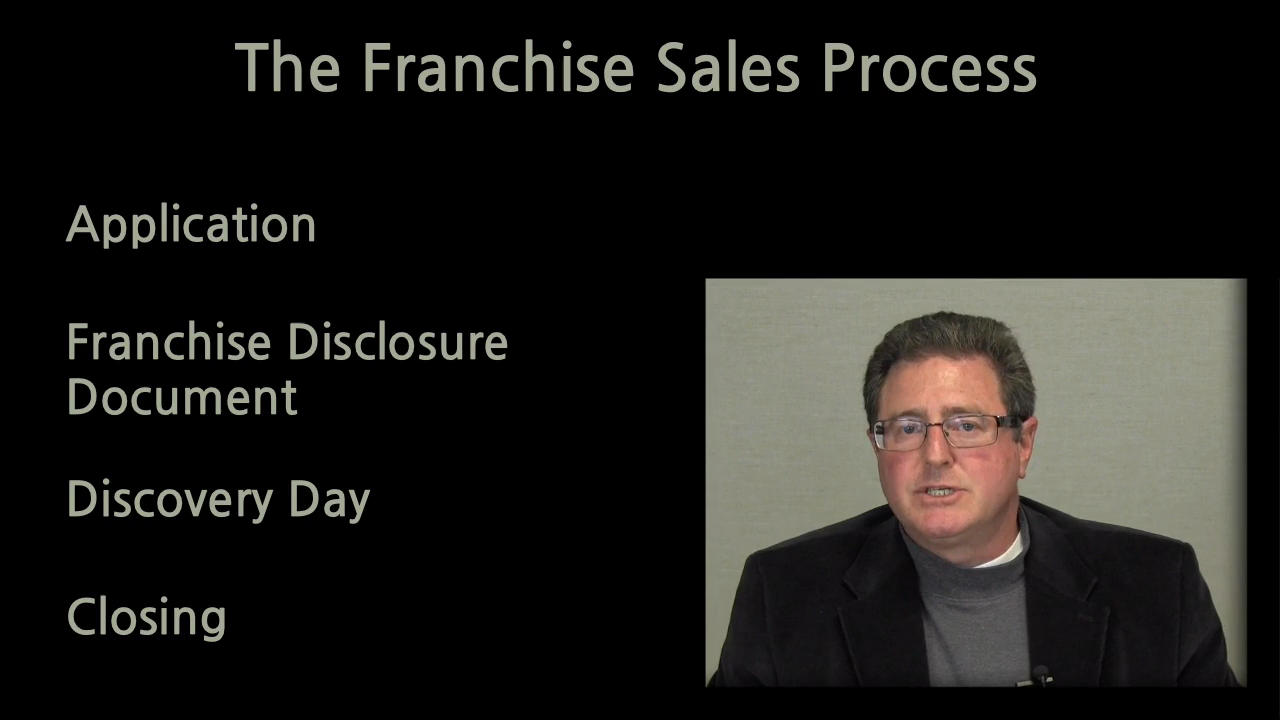 The Franchise Sales Process
Application
Franchise Disclosure
Document
Discovery Day
Closing